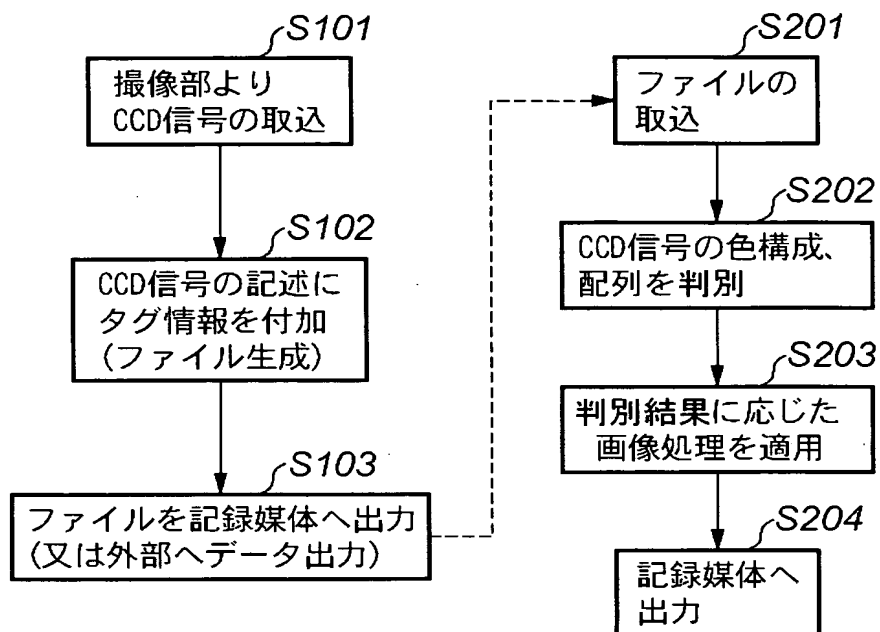 S101
撮像部より
CCD信号の取込
S102
CCD信号の記述に
タグ情報を付加
(ファイル生成)
S103
ファイルを記録媒体へ出力
(又は外部へデータ出力)
S201
ファイルの
取込
S202
CCD信号の色構成、
配列を判別
S203
判別結果に応じた
画像処理を適用
S204
記録媒体へ
出力